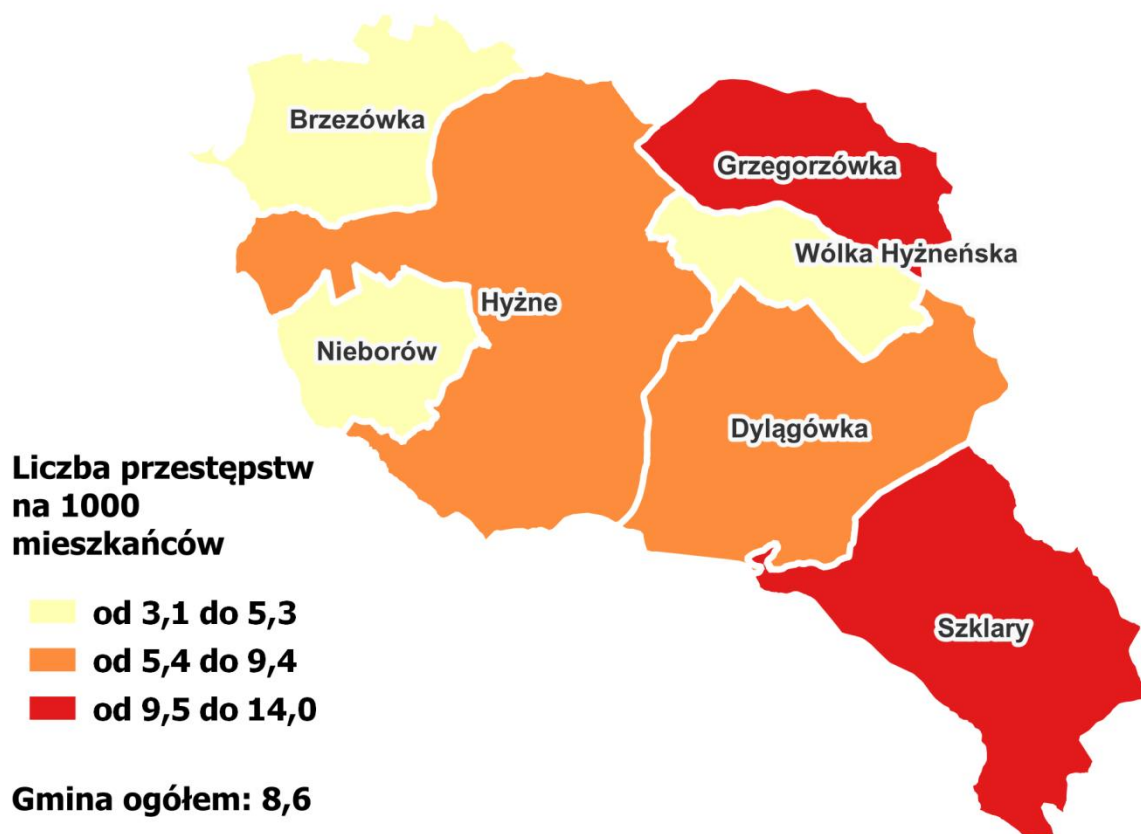 Brzezówka
Grzegorzówka
Wólka Hyżneńska
Hyżne
Nieborów
Dylągówka
Szklary
Liczba przestępstw
na 1000
mieszkańców
od 3,1 do 5,3
od 5,4 do 9,4
od 9,5 do 14,0
Gmina ogółem: 8,6